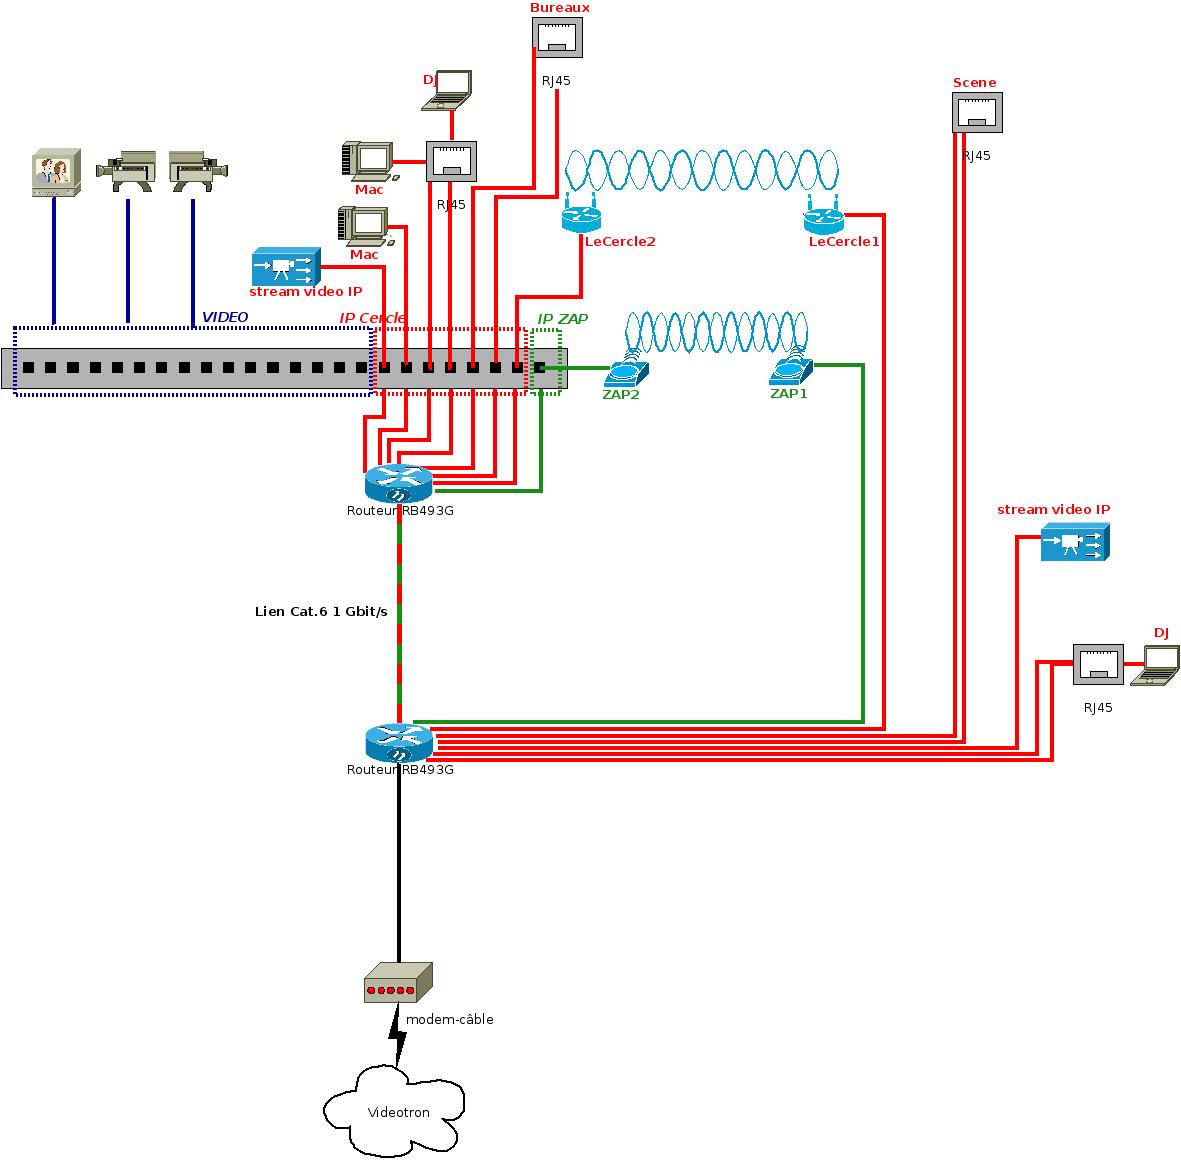 Bureaux
RJ45
DJ
Scene
RJ45
Mac
RJ45
Mac
LeCercle2
LeCercle1
stream video IP
VIDEO
IP Cercle
IP ZAP
ZAP2
ZAP1
Routeur RB493G
stream video IP
Lien Cat.6 1 Gbit/s
DJ
RJ45
Routeur RB493G
modem-câble
Videotron